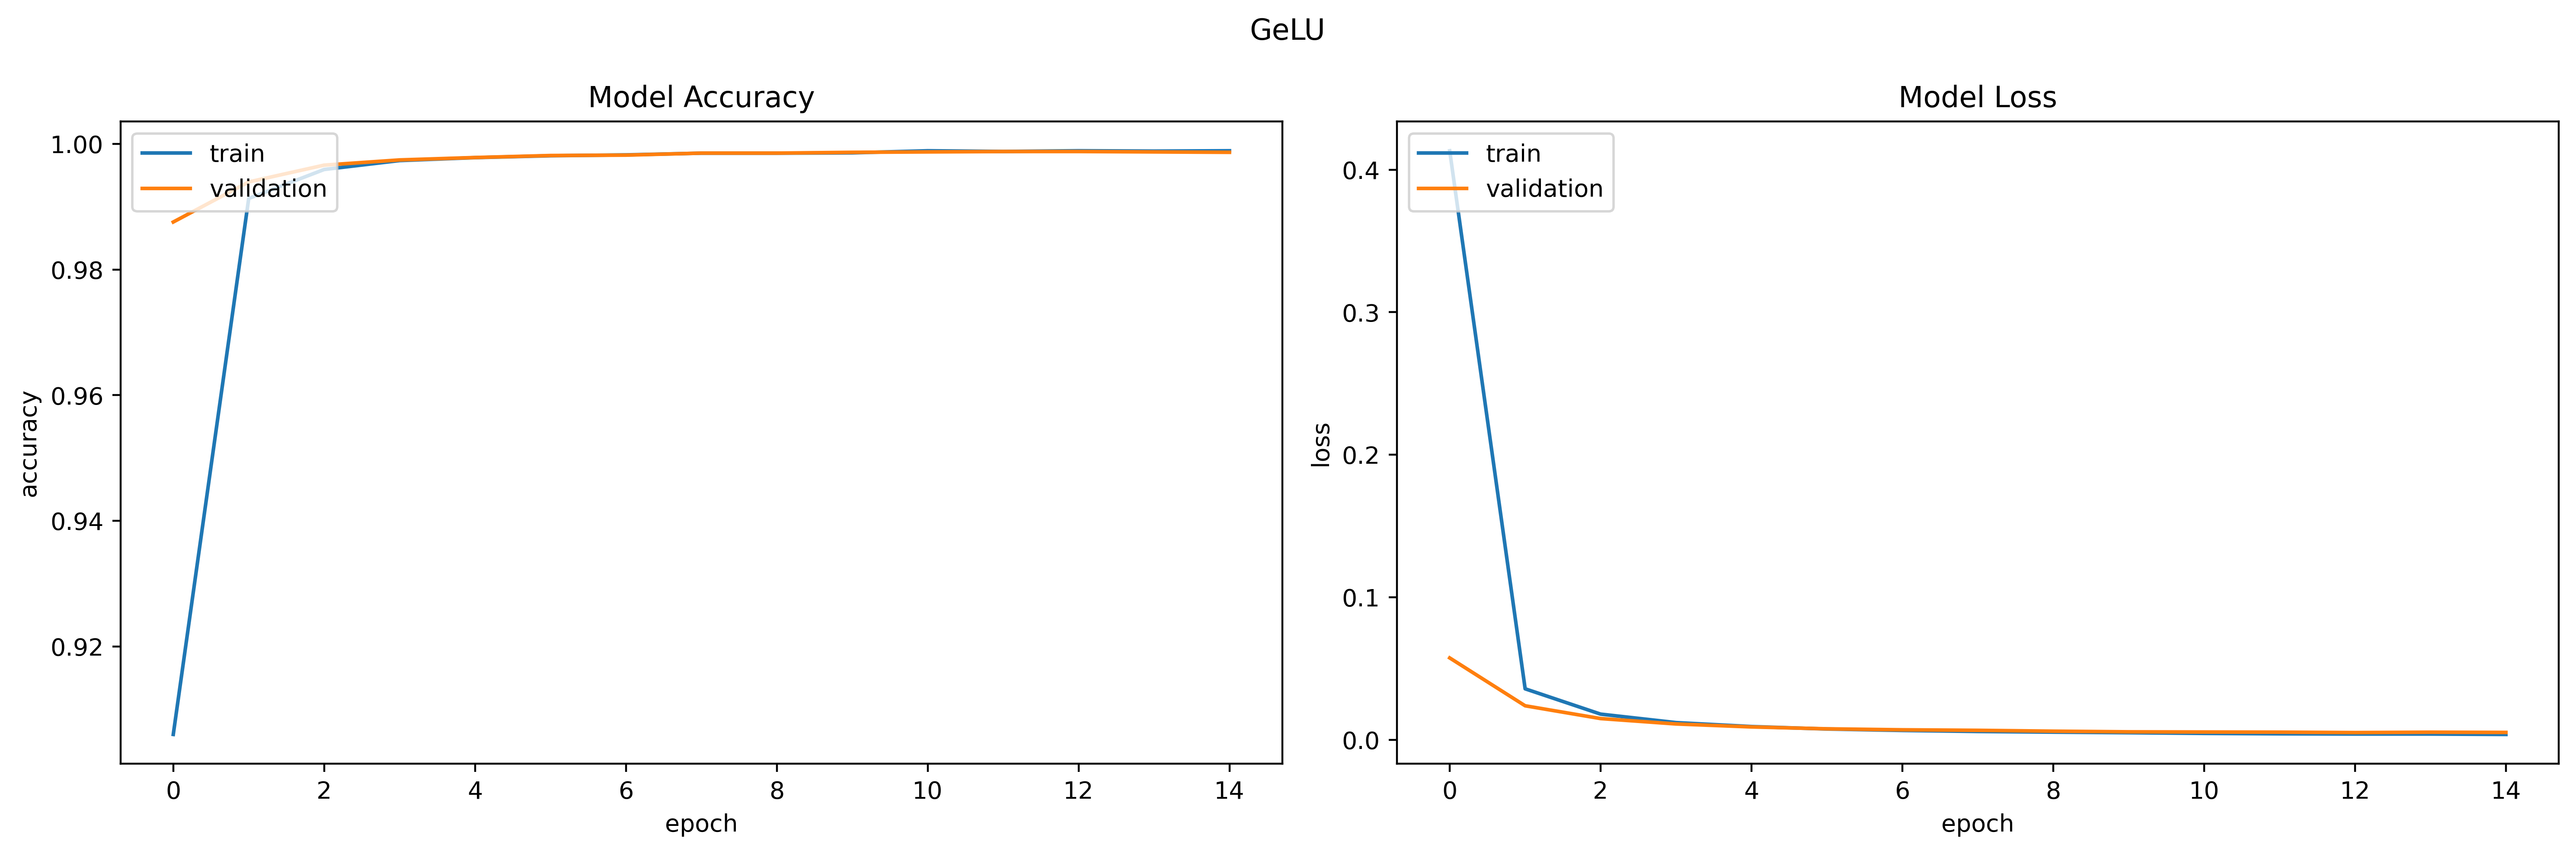 GeLU
Model Accuracy
1.00
0.98
0.96
0.94
0.92
accuracy
train
validation
0 2 4 6 8 10 12 14
epoch
Model Loss
0.4
0.3
0.2
0.1
0.0
loss
train
validation
0 2 4 6 8 10 12 14
epoch